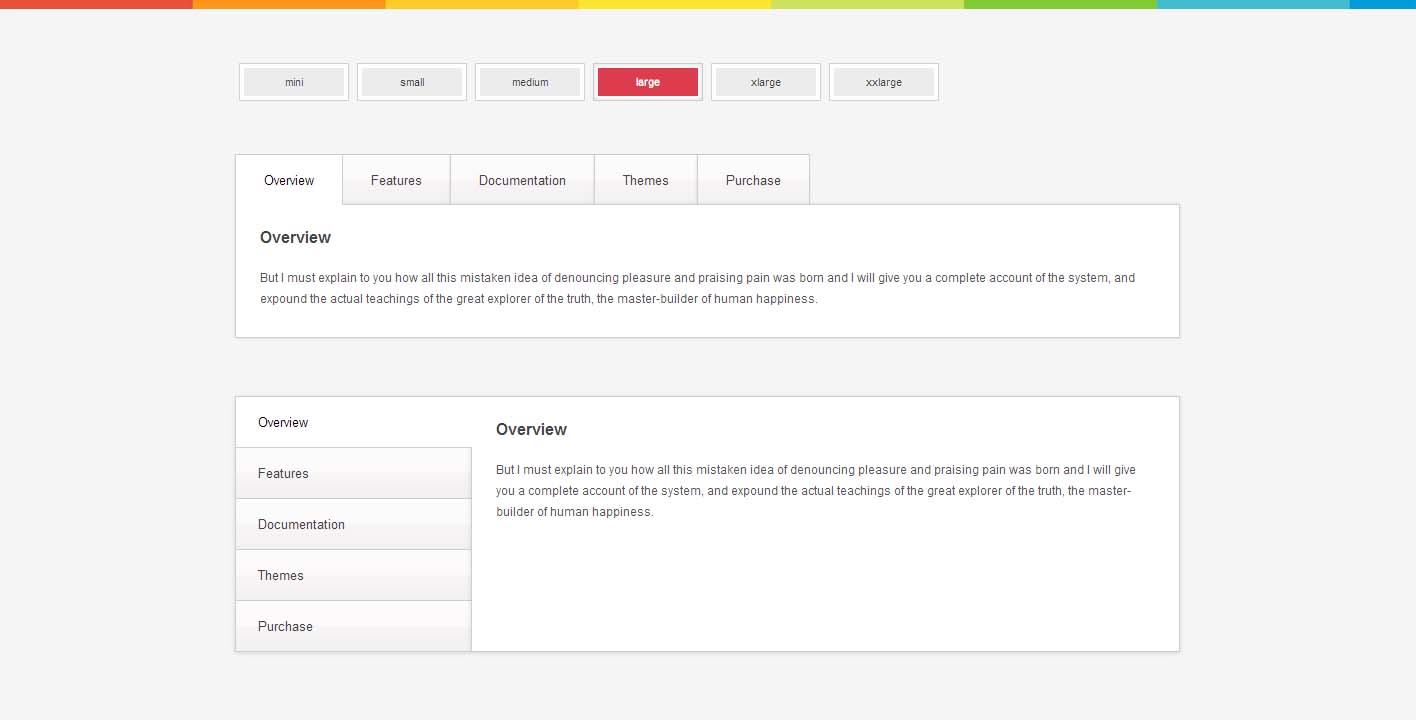 mini
small
medium
large
xlarge
xxlarge
Overview
Features
Documentation
Themes
Purchase
Overview
But I must explain to you how all this mistaken idea of denouncing pleasure and praising pain was born and I will give you a complete account of the system, and
expound the actual teachings of the great explorer of the truth, the master-builder of human happiness.
Overview
Features
Documentation
Themes
Purchase
Overview
But I must explain to you how all this mistaken idea of denouncing pleasure and praising pain was born and I will give
you a complete account of the system, and expound the actual teachings of the great explorer of the truth, the master-
builder of human happiness.